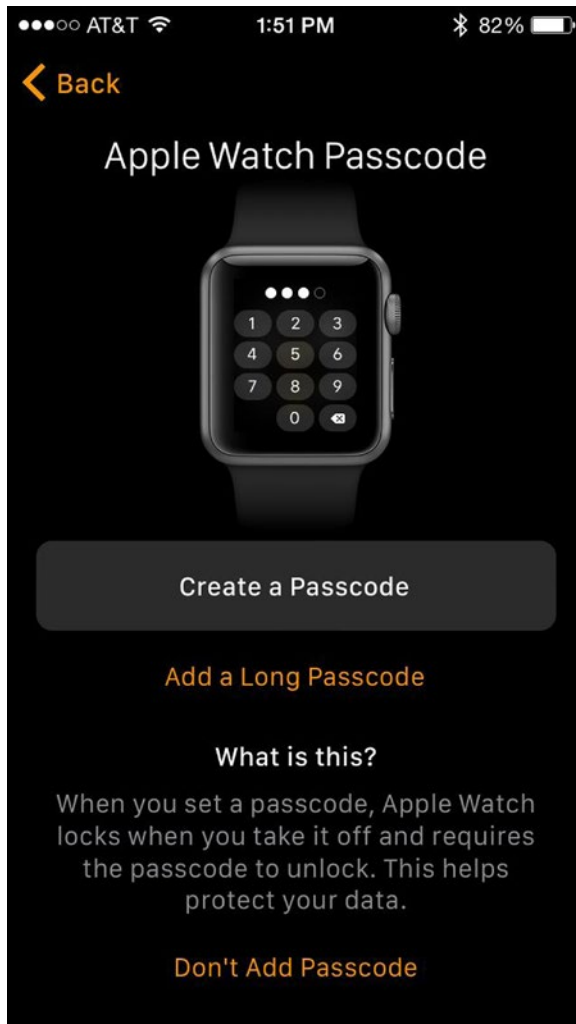 ●●●○○ AT&T 1:51 PM 82%
Back
Apple Watch Passcode
1 2 3
4 5 6
7 8 9
0
Create a Passcode
Add a Long Passcode
What is this?
When you set a passcode, Apple Watch
locks when you take it off and requires
the passcode to unlock. This helps
protect your data.
Don't Add Passcode